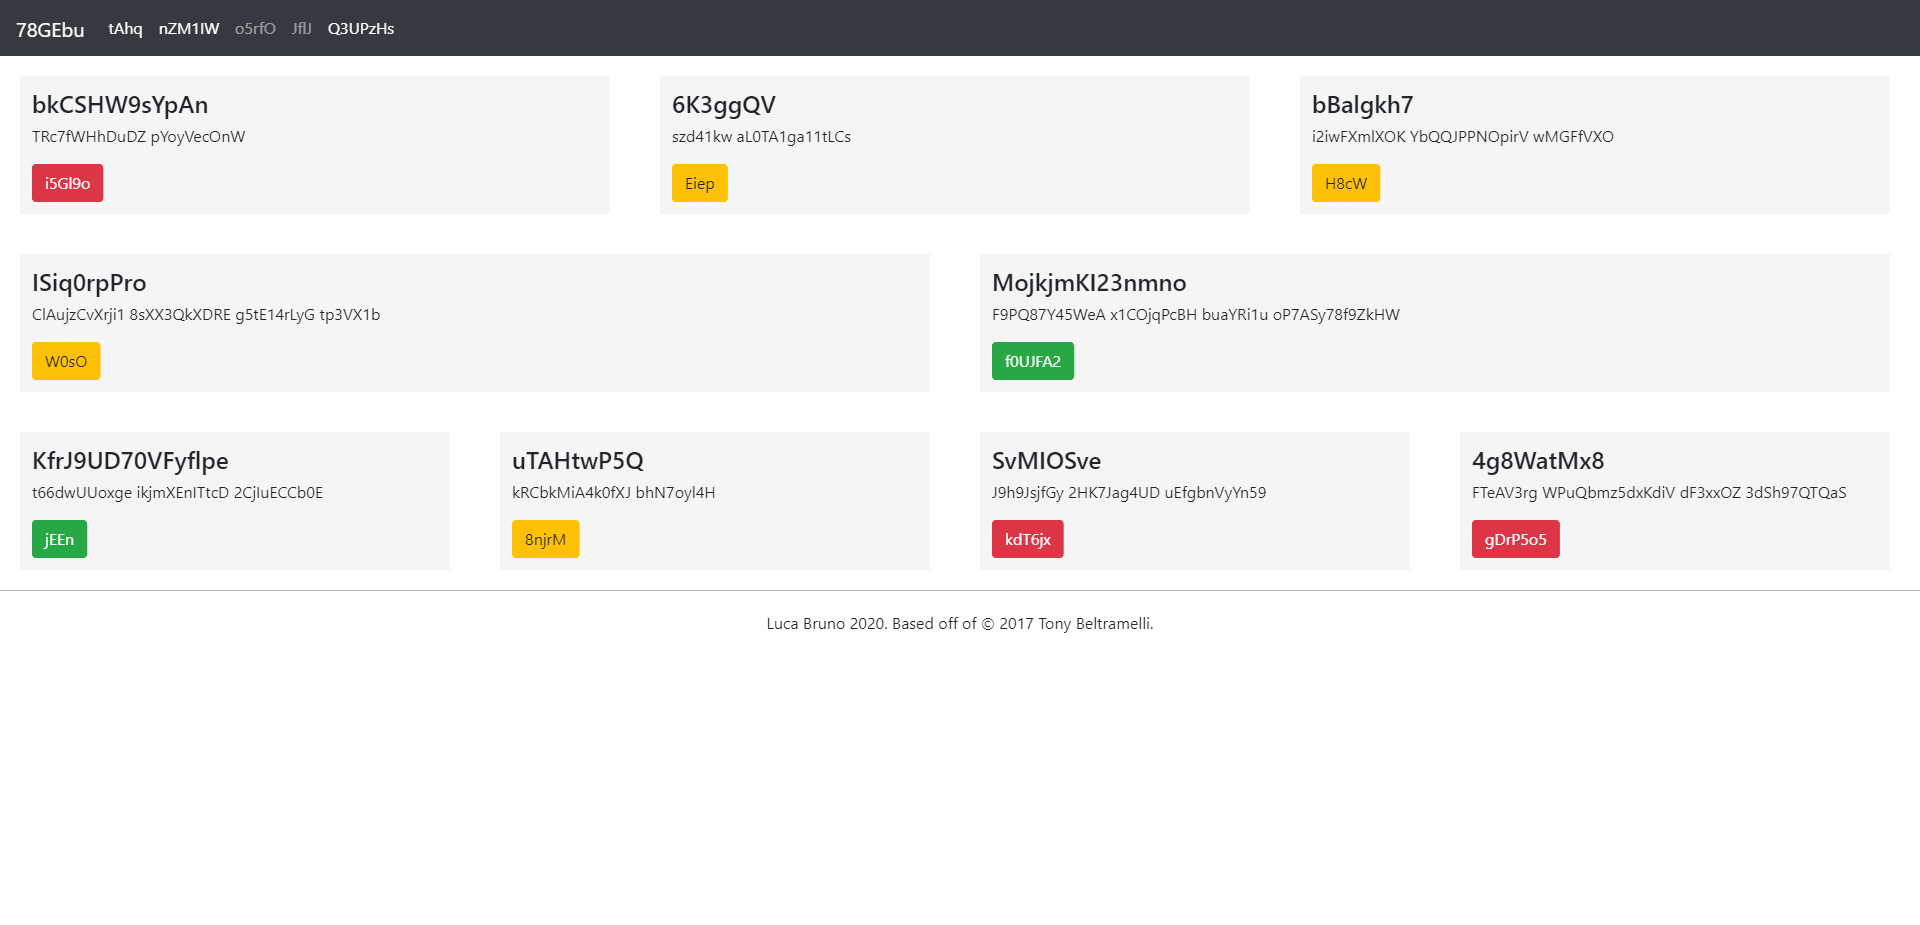 78GEbu tAhq nZM1IW o5rfO JflJ Q3UPzHs
bkCSHW9sYpAn
TRc7fWHhDuDZ pYoyVecOnW
i5Gl9o
6K3ggQV
szd41kw aL0TA1ga11tLCs
Eiep
bBalgkh7
i2iwFXmlXOK YbQQJPPNOpirV wMGFfVXO
H8cW
ISiq0rpPro
ClAujzCvXrji1 8sXX3QkXDRE g5tE14rLyG tp3VX1b
W0sO
MojkjmKI23nmno
F9PQ87Y45WeA x1COjqPcBH buaYRi1u oP7ASy78f9ZkHW
f0UJFA2
KfrJ9UD70VFyflpe
t66dwUUoxge ikjmXEnITtcD 2CjIuECCb0E
jEEn
uTAHtwP5Q
kRCbkMiA4k0fXJ bhN7oyl4H
8njrM
SvMIOSve
J9h9JsjfGy 2HK7Jag4UD uEfgbnVyYn59
kdT6jx
4g8WatMx8
FTeAV3rg WPuQbmz5dxKdiV dF3xxOZ 3dSh97QTQaS
gDrP5o5
Luca Bruno 2020. Based off of © 2017 Tony Beltramelli.